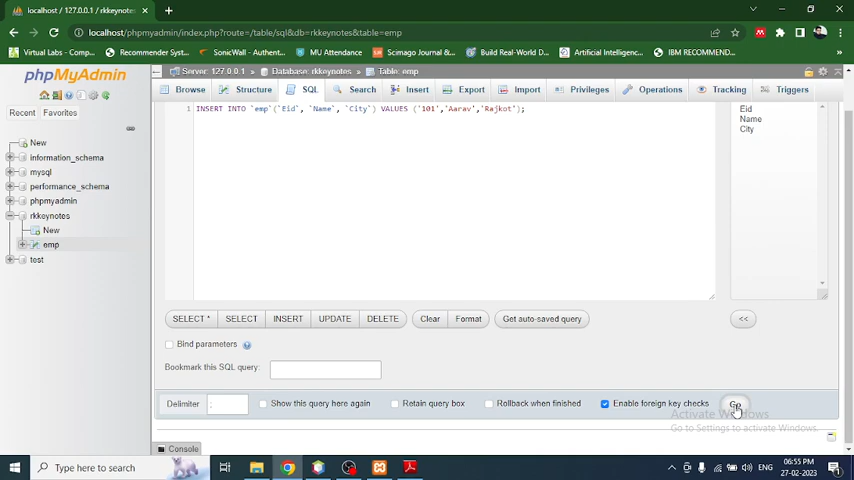 localhost / 127.0.0.1 / rkkeynotes
localhost/phpmyadmin/index.php?route=/table/sql&db=rkkeynotes&table=emp
Virtual Labs - Comp...
Recommender Syst...
SonicWall - Authent...
MU Attendance
Scimago Journal &...
Build Real-World D...
Artificial Intelligenc...
IBM RECOMMEND...
phpMyAdmin
Server: 127.0.0.1 » Database: rkkeynotes » Table: emp
Browse Structure SQL Search Insert Export Import Privileges Operations Tracking Triggers
Recent Favorites
New
information_schema
mysql
performance_schema
phpmyadmin
rkkeynotes
New
emp
test
1 INSERT INTO `emp`(`Eid`, `Name`, `City`) VALUES ('101','Aarav','Rajkot');
Eid
Name
City
SELECT * SELECT INSERT UPDATE DELETE Clear Format Get auto-saved query <<
Bind parameters
Bookmark this SQL query:
Delimiter ; Show this query here again Retain query box Rollback when finished Enable foreign key checks Go
Activate Windows
Go to Settings to activate Windows.
Console
Type here to search
ENG
06:55 PM
27-02-2023